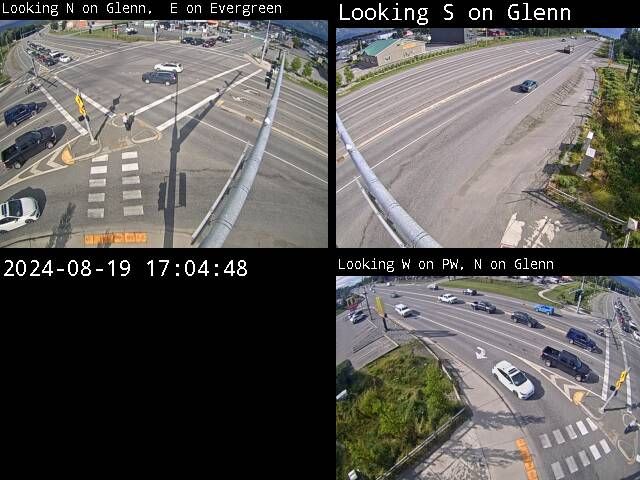 Looking N on Glenn,  E on Evergreen
Looking S on Glenn
2024-08-19 17:04:48
Looking W on PW, N on Glenn